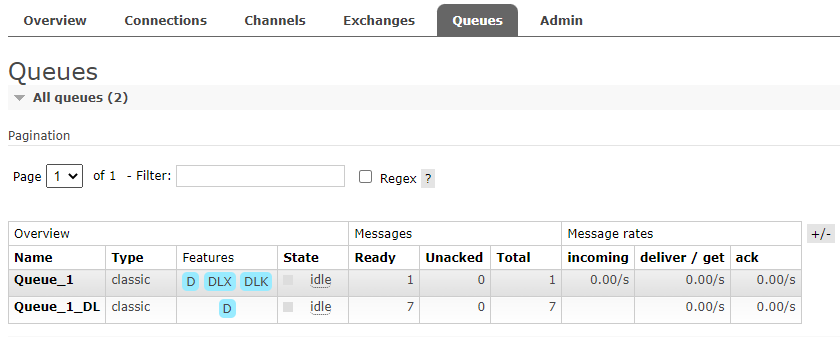 Overview Connections Channels Exchanges Queues Admin
Queues
All queues (2)
Pagination
Page 1 of 1 - Filter: Regex ?
Overview Messages Message rates +/-
Name Type Features State Ready Unacked Total incoming deliver / get ack
Queue_1 classic D DLX DLK idle 1 0 1 0.00/s 0.00/s 0.00/s
Queue_1_DL classic D idle 7 0 7 0.00/s 0.00/s